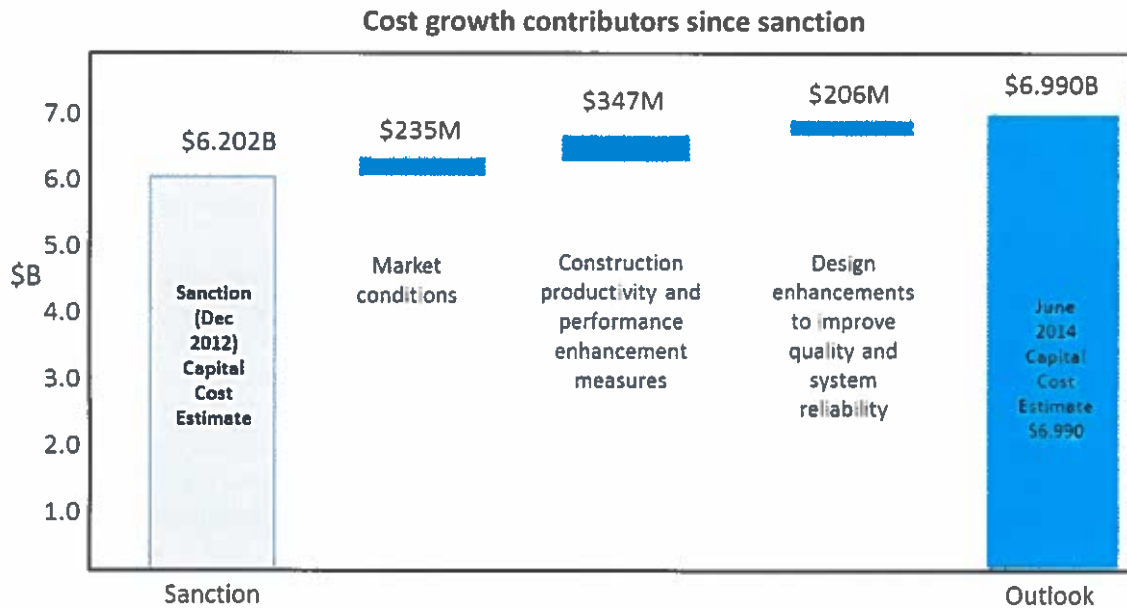 Cost growth contributors since sanction
$B
7.0
6.0
5.0
4.0
3.0
2.0
1.0
$6.202B
$235M
$347M
$206M
$6.990B
Sanction
(Dec
2012)
Capital
Cost
Estimate
Market
conditions
Construction
productivity and
performance
enhancement
measures
Design
enhancements
to improve
quality and
system
reliability
June
2014
Capital
Cost
Estimate
$6.990
Sanction
Outlook